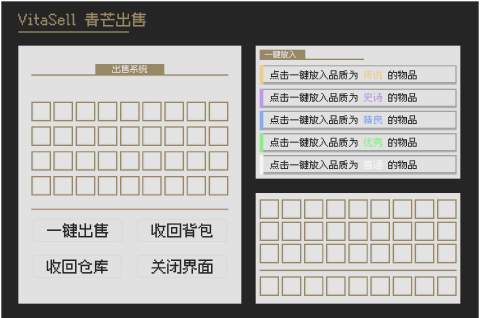 VitaSell 青芒出售
出售系统
一键出售
收回背包
收回仓库
关闭界面
一键放入
点击一键放入品质为 传说 的物品
点击一键放入品质为 史诗 的物品
点击一键放入品质为 精良 的物品
点击一键放入品质为 优秀 的物品
点击一键放入品质为 普通 的物品